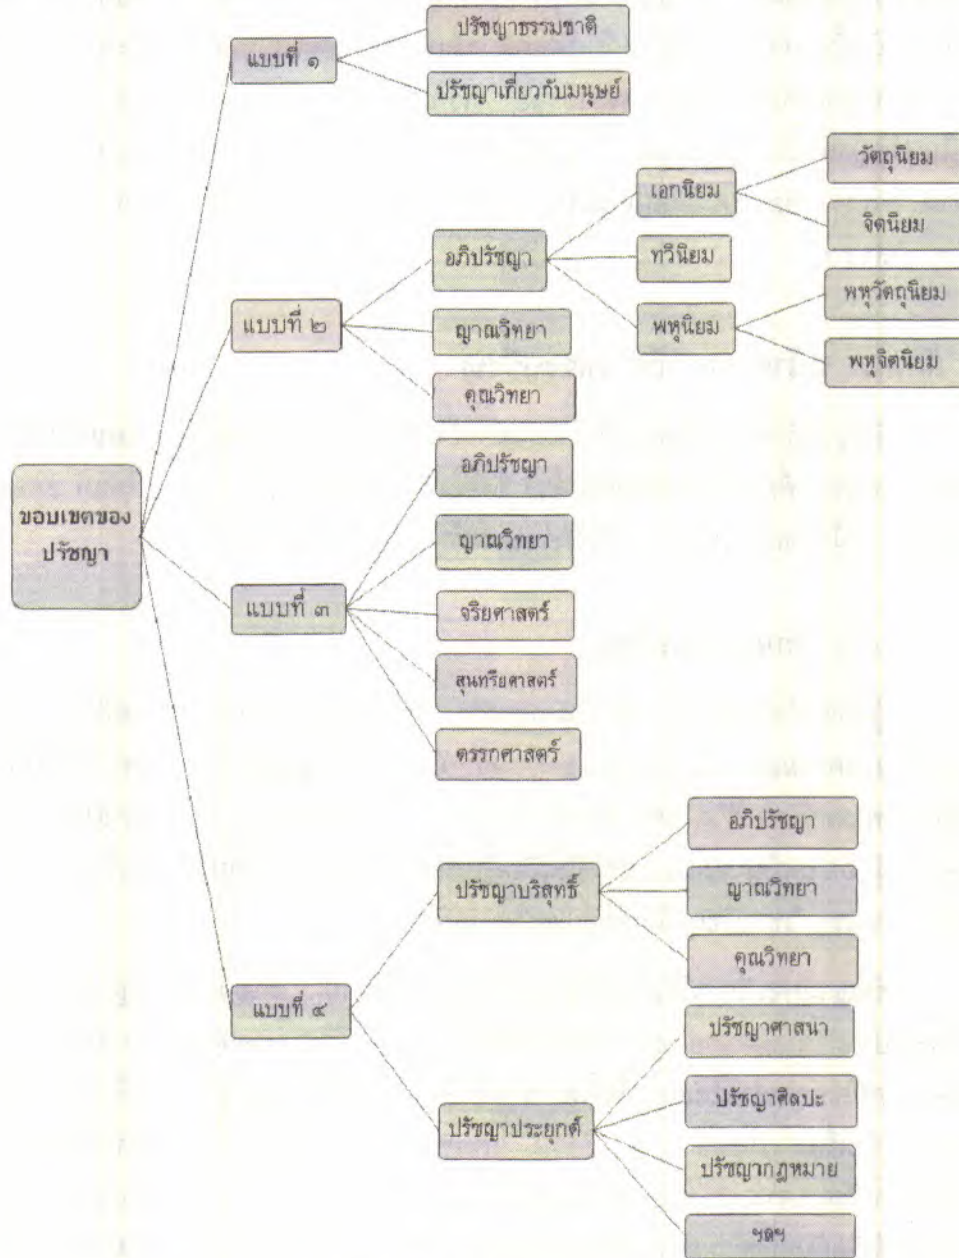 ขอบเขตของ
ปรัชญา
แบบที่ ๑
ปรัชญาธรรมชาติ
ปรัชญาเกี่ยวกับมนุษย์
แบบที่ ๒
อภิปรัชญา
เอกนิยม
วัตถุนิยม
จิตนิยม
ทวินิยม
พหุนิยม
พหุวัตถุนิยม
พหุจิตนิยม
ญาณวิทยา
คุณวิทยา
แบบที่ ๓
อภิปรัชญา
ญาณวิทยา
จริยศาสตร์
สุนทรียศาสตร์
ตรรกศาสตร์
แบบที่ ๔
ปรัชญาบริสุทธิ์
อภิปรัชญา
ญาณวิทยา
คุณวิทยา
ปรัชญาประยุกต์
ปรัชญาศาสนา
ปรัชญาศิลปะ
ปรัชญากฎหมาย
ฯลฯ